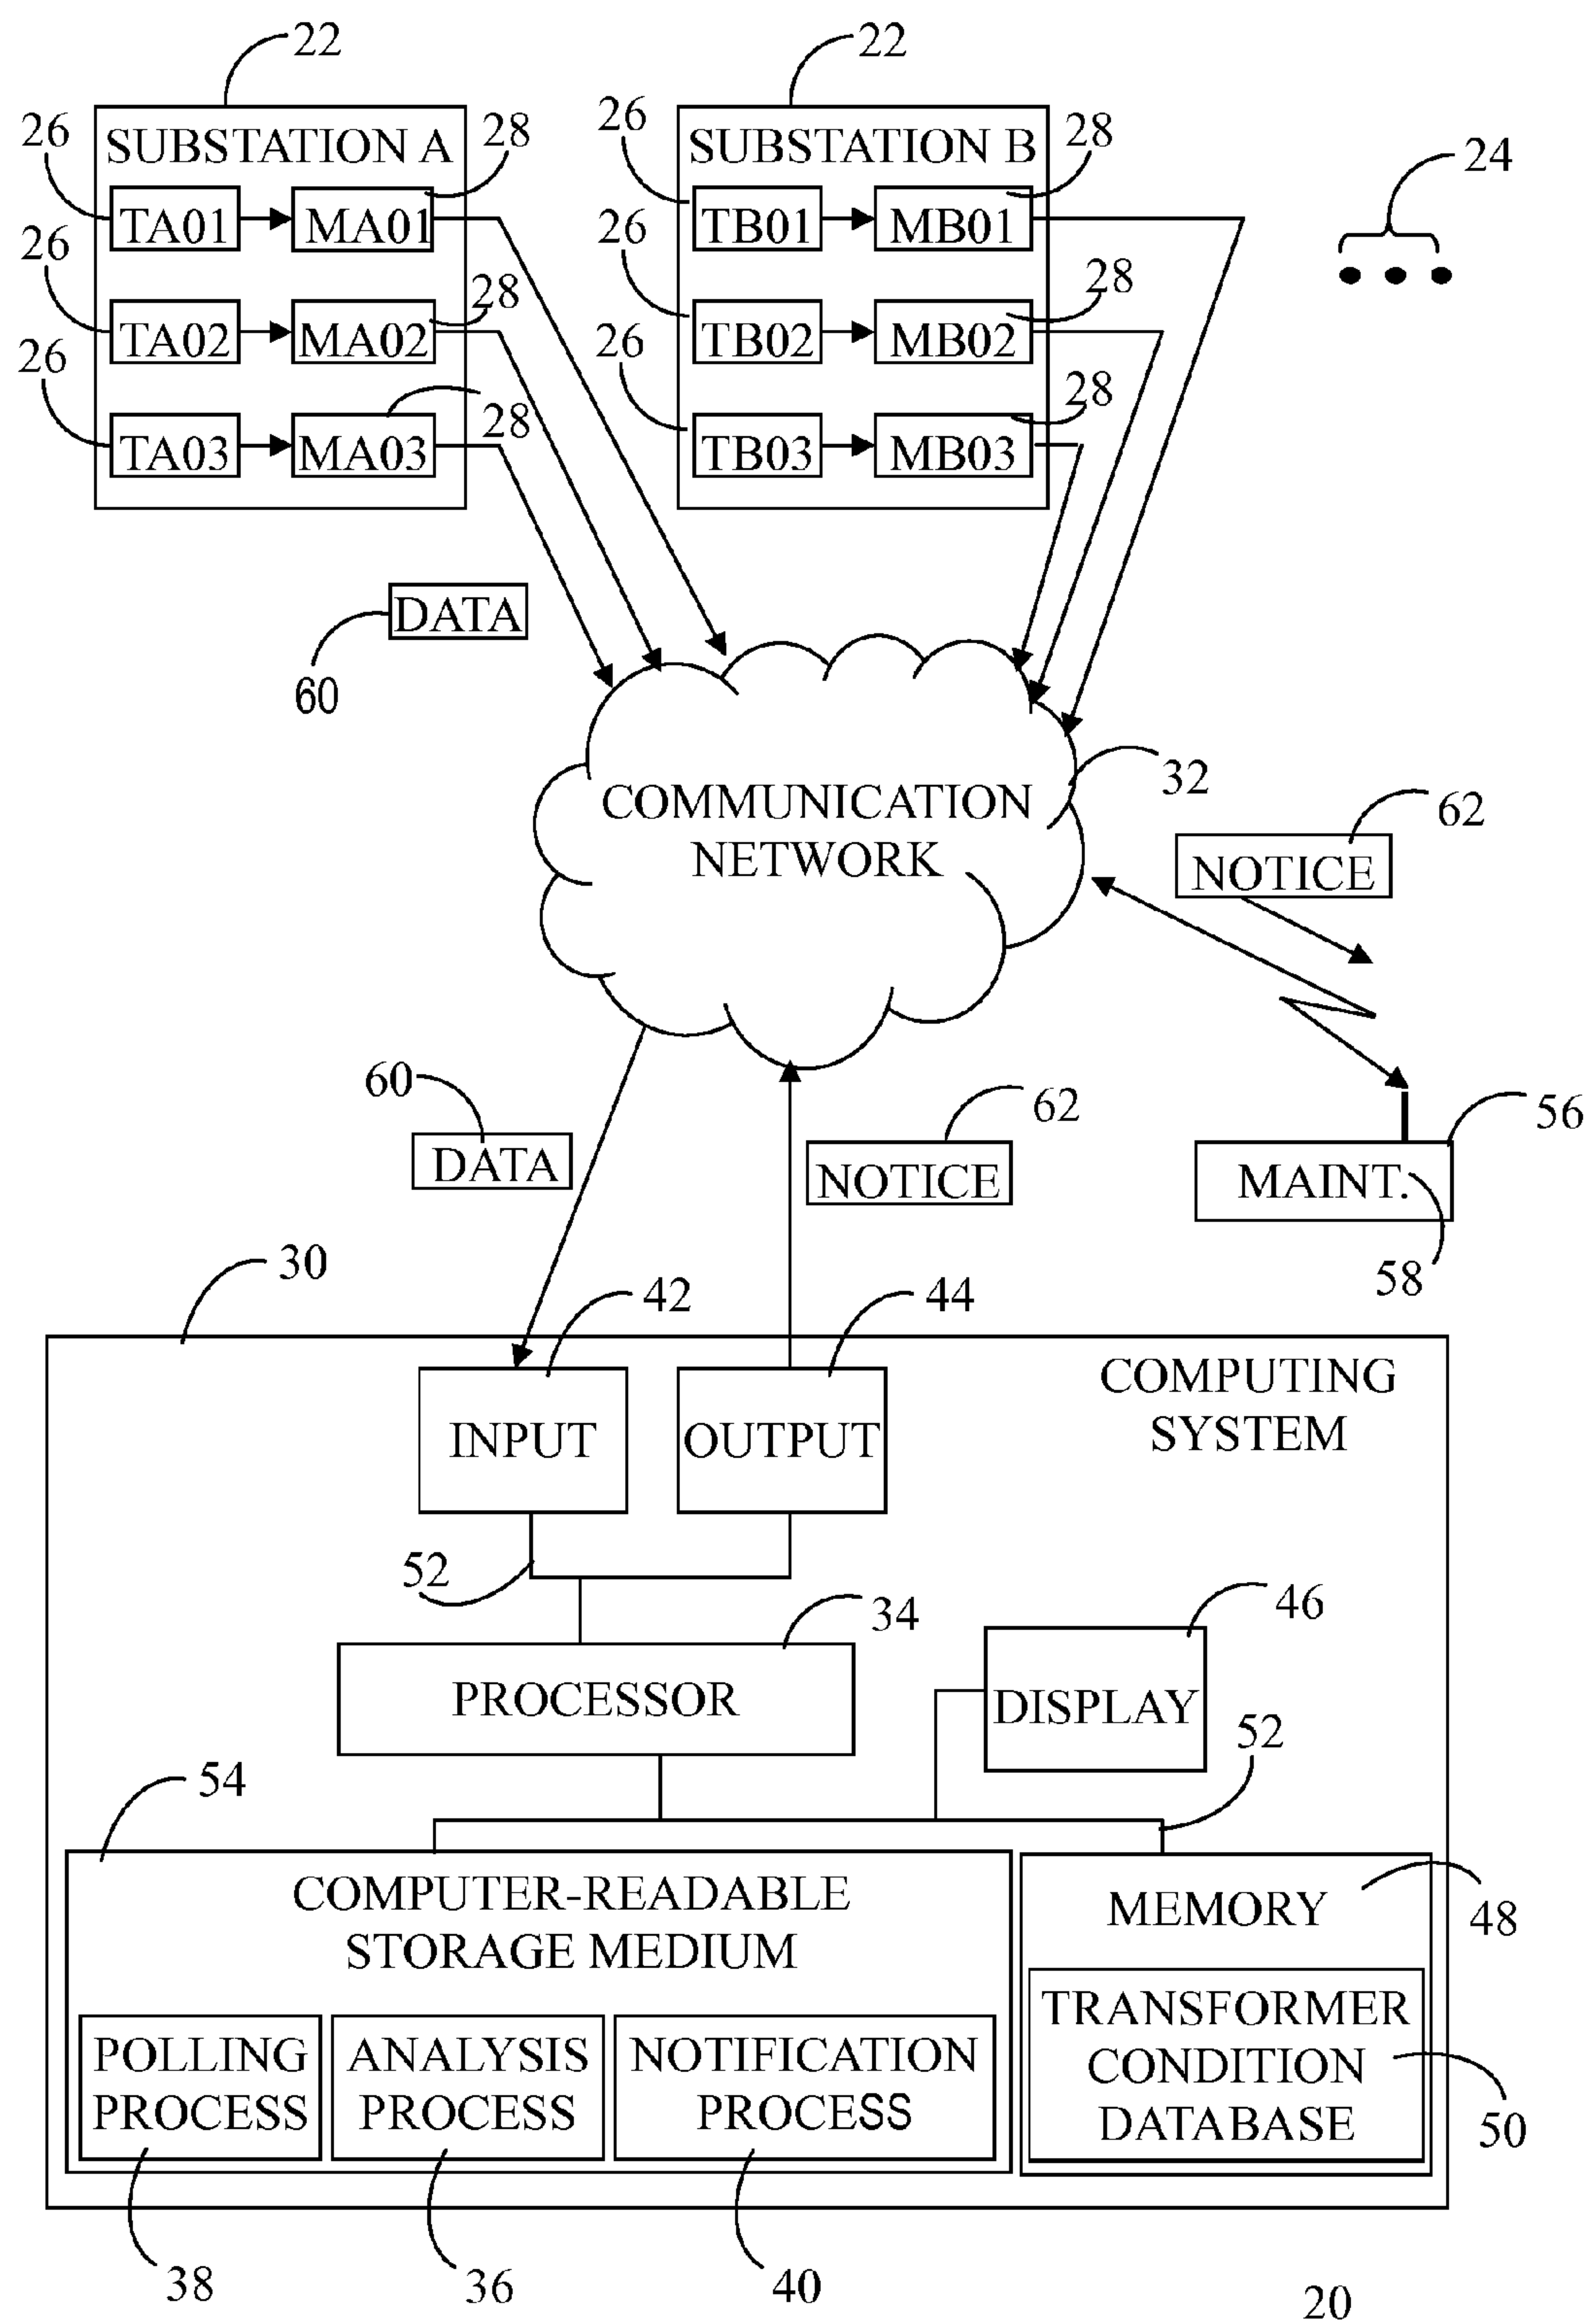 22
22
26
SUBSTATION A
28
26
SUBSTATION B
28
24
TA01
MA01
TB01
MB01
26
28
26
28
TA02
MA02
TB02
MB02
26
28
26
28
TA03
MA03
TB03
MB03
DATA
60
COMMUNICATION
NETWORK
32
62
NOTICE
60
DATA
62
NOTICE
56
MAINT.
58
30
42
44
COMPUTING
SYSTEM
INPUT
OUTPUT
52
34
46
PROCESSOR
DISPLAY
52
54
COMPUTER-READABLE
STORAGE MEDIUM
MEMORY
48
TRANSFORMER
CONDITION
DATABASE
50
POLLING
PROCESS
ANALYSIS
PROCESS
NOTIFICATION
PROCESS
38
36
40
20